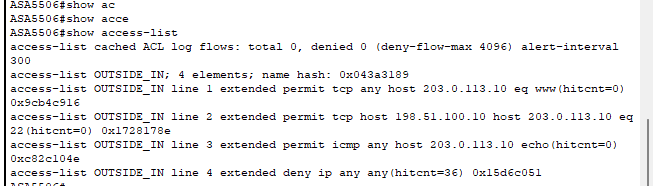 ASA5506#show ac
ASA5506#show acce
ASA5506#show access-list
access-list cached ACL log flows: total 0, denied 0 (deny-flow-max 4096) alert-interval
300
access-list OUTSIDE_IN; 4 elements; name hash: 0x043a3189
access-list OUTSIDE_IN line 1 extended permit tcp any host 203.0.113.10 eq www(hitcnt=0)
0x9cb4c916
access-list OUTSIDE_IN line 2 extended permit tcp host 198.51.100.10 host 203.0.113.10 eq
22(hitcnt=0) 0x1728178e
access-list OUTSIDE_IN line 3 extended permit icmp any host 203.0.113.10 echo(hitcnt=0)
0xc82c104e
access-list OUTSIDE_IN line 4 extended deny ip any any(hitcnt=36) 0x15d6c051
ASA5506#